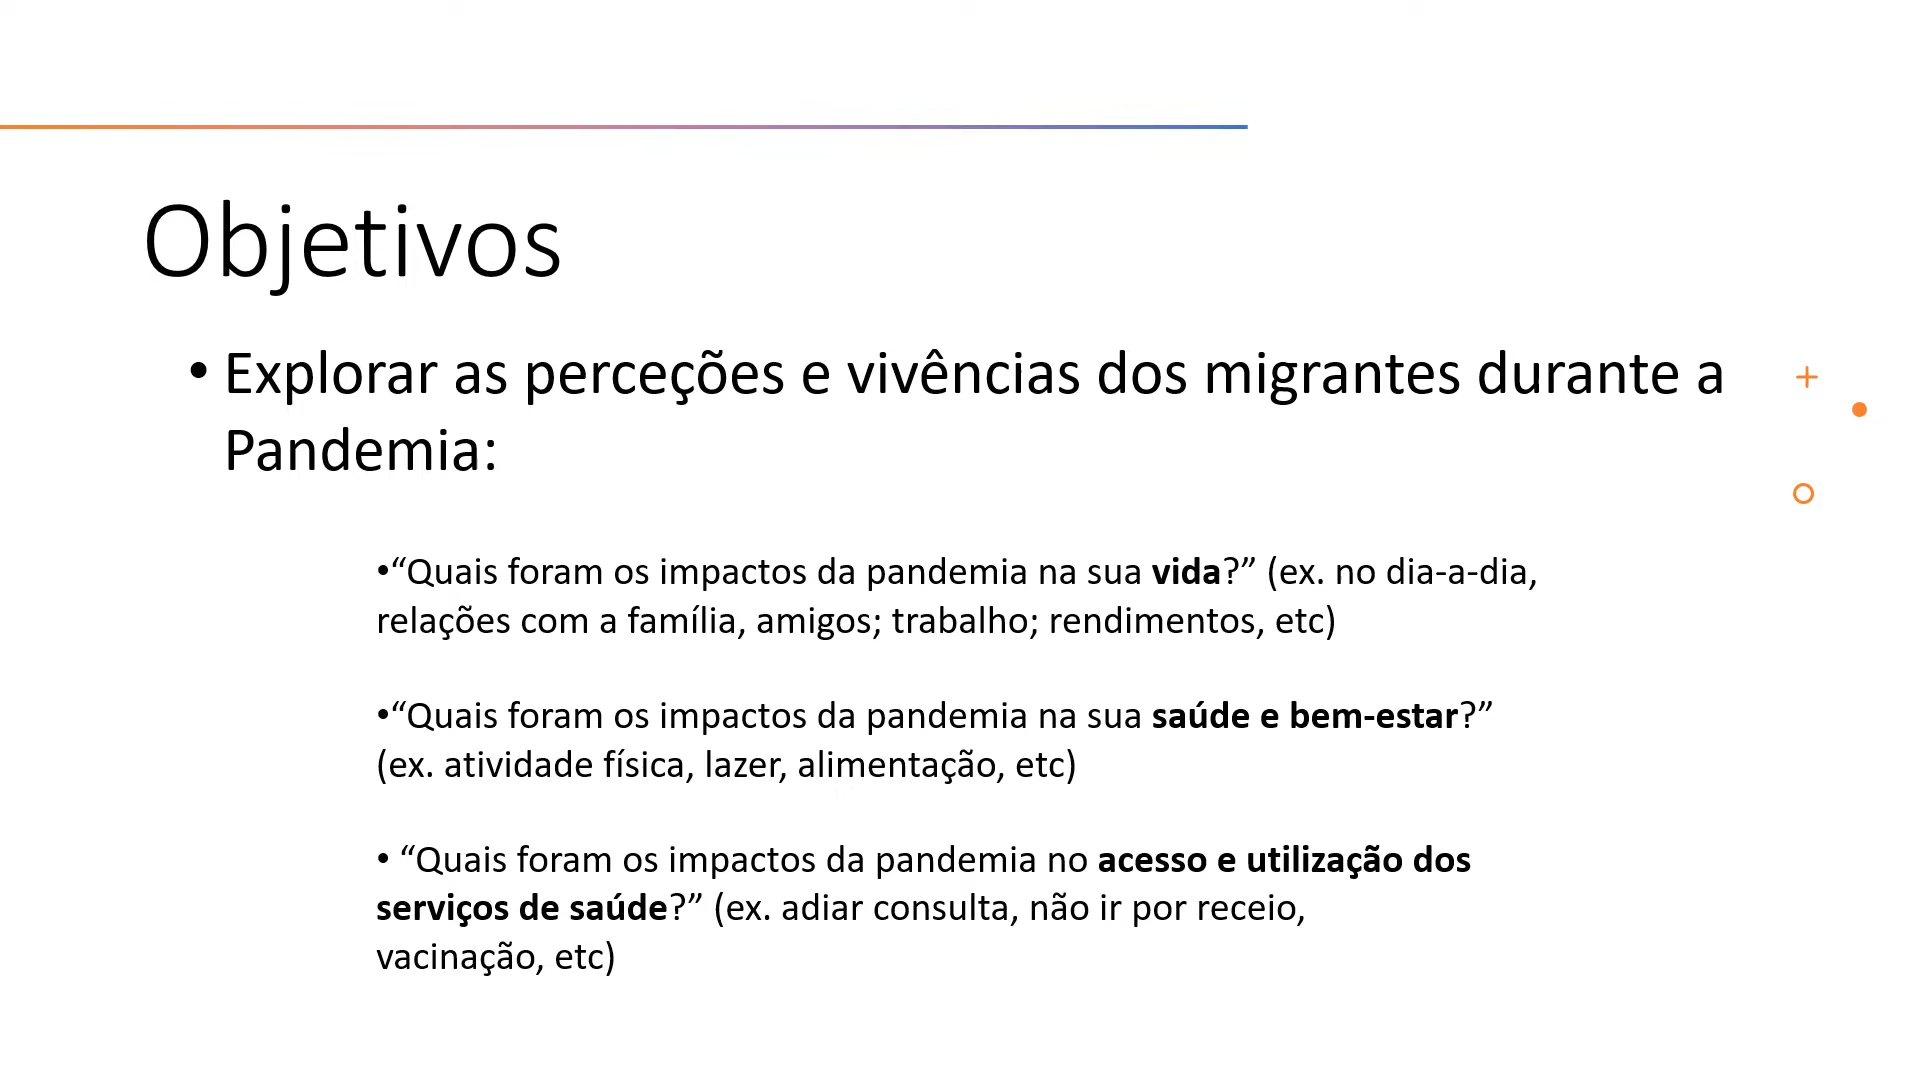 Objetivos
• Explorar as perceções e vivências dos migrantes durante a
Pandemia:
•“Quais foram os impactos da pandemia na sua vida?” (ex. no dia-a-dia,
relações com a família, amigos; trabalho; rendimentos, etc)
•“Quais foram os impactos da pandemia na sua saúde e bem-estar?”
(ex. atividade física, lazer, alimentação, etc)
• “Quais foram os impactos da pandemia no acesso e utilização dos
serviços de saúde?” (ex. adiar consulta, não ir por receio,
vacinação, etc)